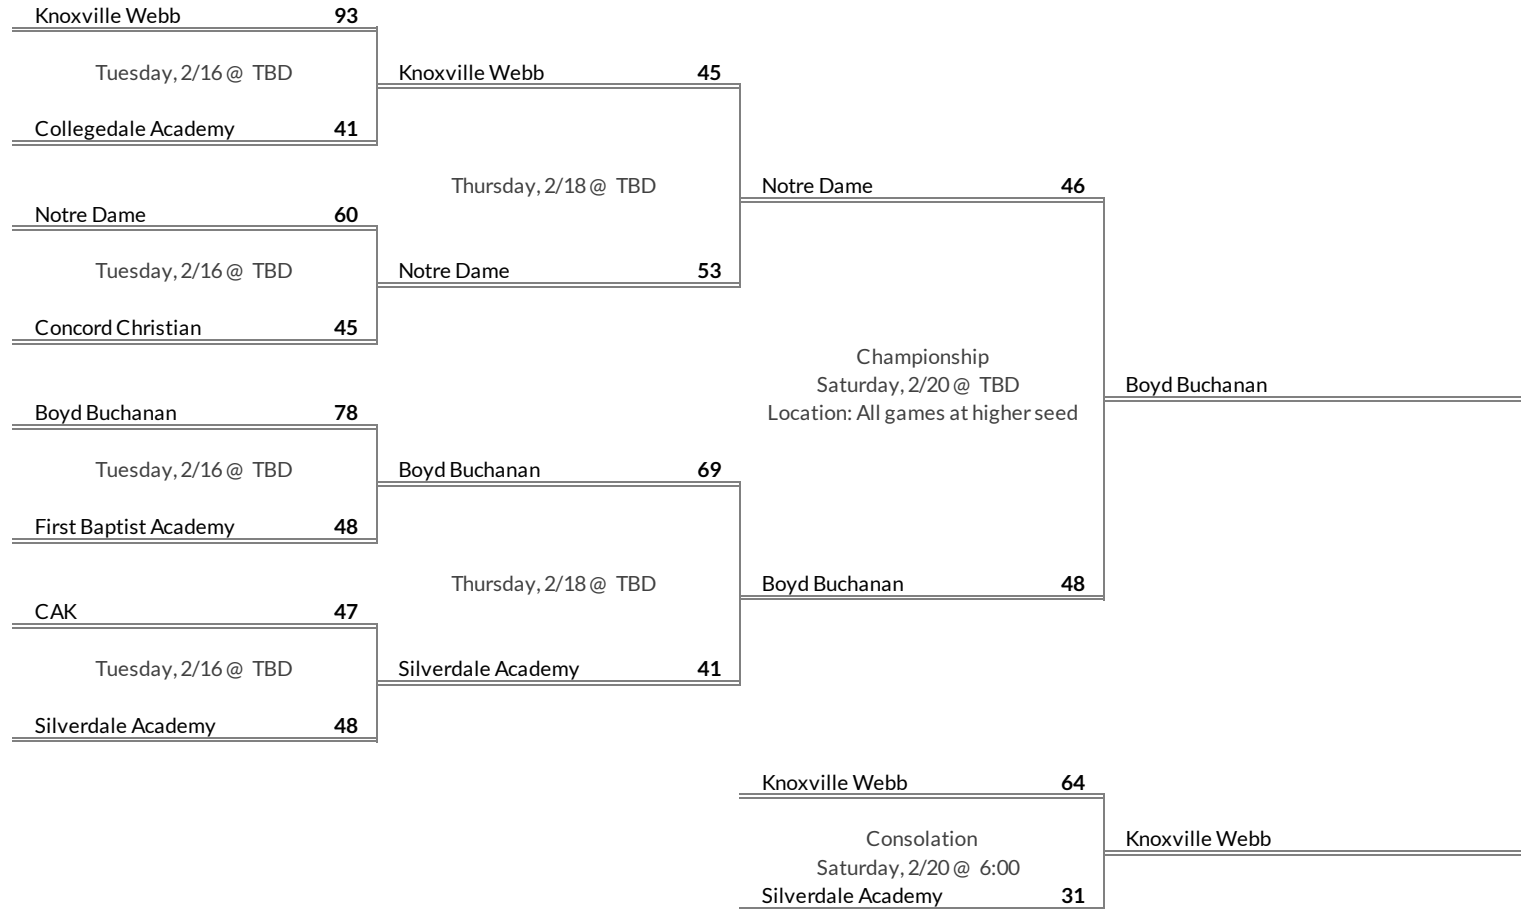 Knoxville Webb 93
Tuesday, 2/16 @ TBD
Collegedale Academy 41
Notre Dame 60
Tuesday, 2/16 @ TBD
Concord Christian 45
Boyd Buchanan 78
Tuesday, 2/16 @ TBD
First Baptist Academy 48
CAK 47
Tuesday, 2/16 @ TBD
Silverdale Academy 48
Knoxville Webb 45
Thursday, 2/18 @ TBD
Notre Dame 53
Boyd Buchanan 69
Thursday, 2/18 @ TBD
Silverdale Academy 41
Notre Dame 46
Championship
Saturday, 2/20 @ TBD
Location: All games at higher seed
Boyd Buchanan 48
Boyd Buchanan
Knoxville Webb 64
Consolation
Saturday, 2/20 @ 6:00
Silverdale Academy 31
Knoxville Webb